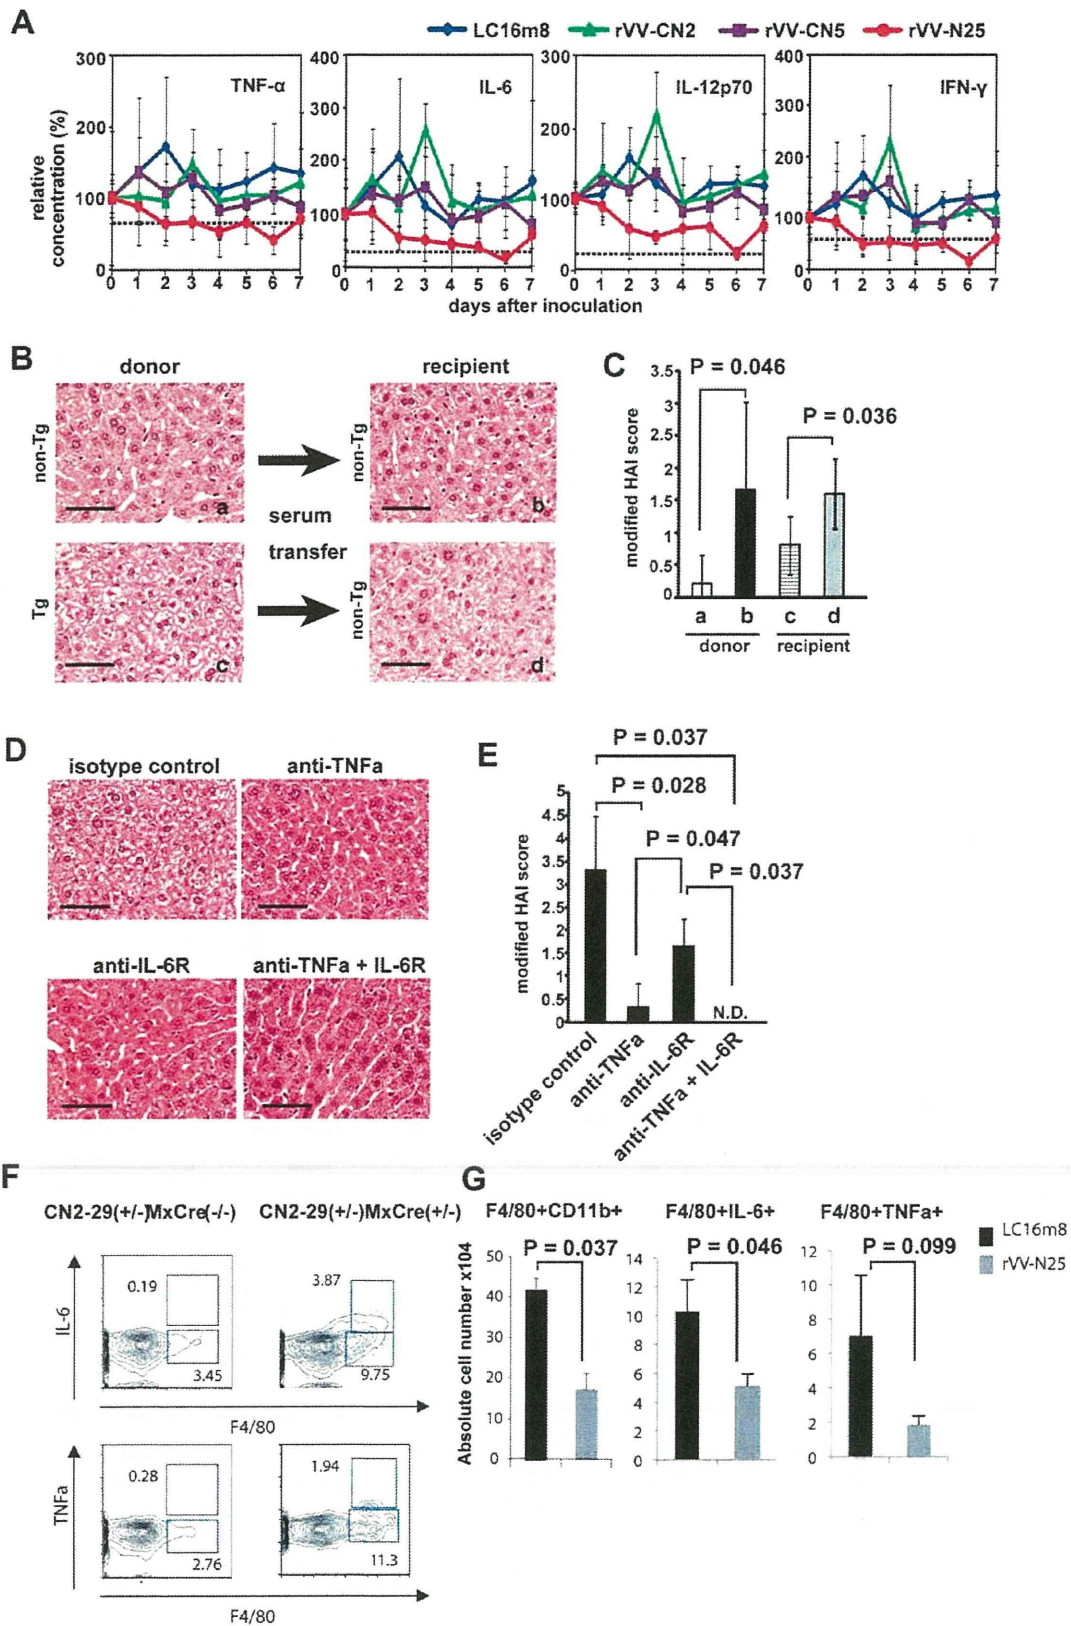 A
LC16m8 rVV-CN2 rVV-CN5 rVV-N25
relative concentration (%)
300
200
100
0
TNF-α
0 1 2 3 4 5 6 7
400
300
200
100
0
IL-6
0 1 2 3 4 5 6 7
300
200
100
0
IL-12p70
0 1 2 3 4 5 6 7
400
300
200
100
0
IFN-γ
0 1 2 3 4 5 6 7
days after inoculation
B
donor recipient
non-Tg
a
non-Tg
b
serum
transfer
Tg
c
non-Tg
d
C
modified HAI score
3.5
3
2.5
2
1.5
1
0.5
0
P = 0.046
P = 0.036
a b c d
donor recipient
D
isotype control anti-TNFa
anti-IL-6R anti-TNFa + IL-6R
E
P = 0.037
P = 0.028
P = 0.047
P = 0.037
modified HAI score
5
4.5
4
3.5
3
2.5
2
1.5
1
0.5
0
N.D.
isotype control
anti-TNFa
anti-IL-6R
anti-TNFa + IL-6R
F
CN2-29(+/-)MxCre(-/-) CN2-29(+/-)MxCre(+/-)
IL-6
0.19
3.45
3.87
9.75
F4/80
TNFa
0.28
2.76
1.94
11.3
F4/80
G
F4/80+CD11b+ F4/80+IL-6+ F4/80+TNFa+
LC16m8
rVV-N25
Absolute cell number x104
P = 0.037
50
40
30
20
10
0
P = 0.046
14
12
10
8
6
4
2
0
P = 0.099
12
10
8
6
4
2
0